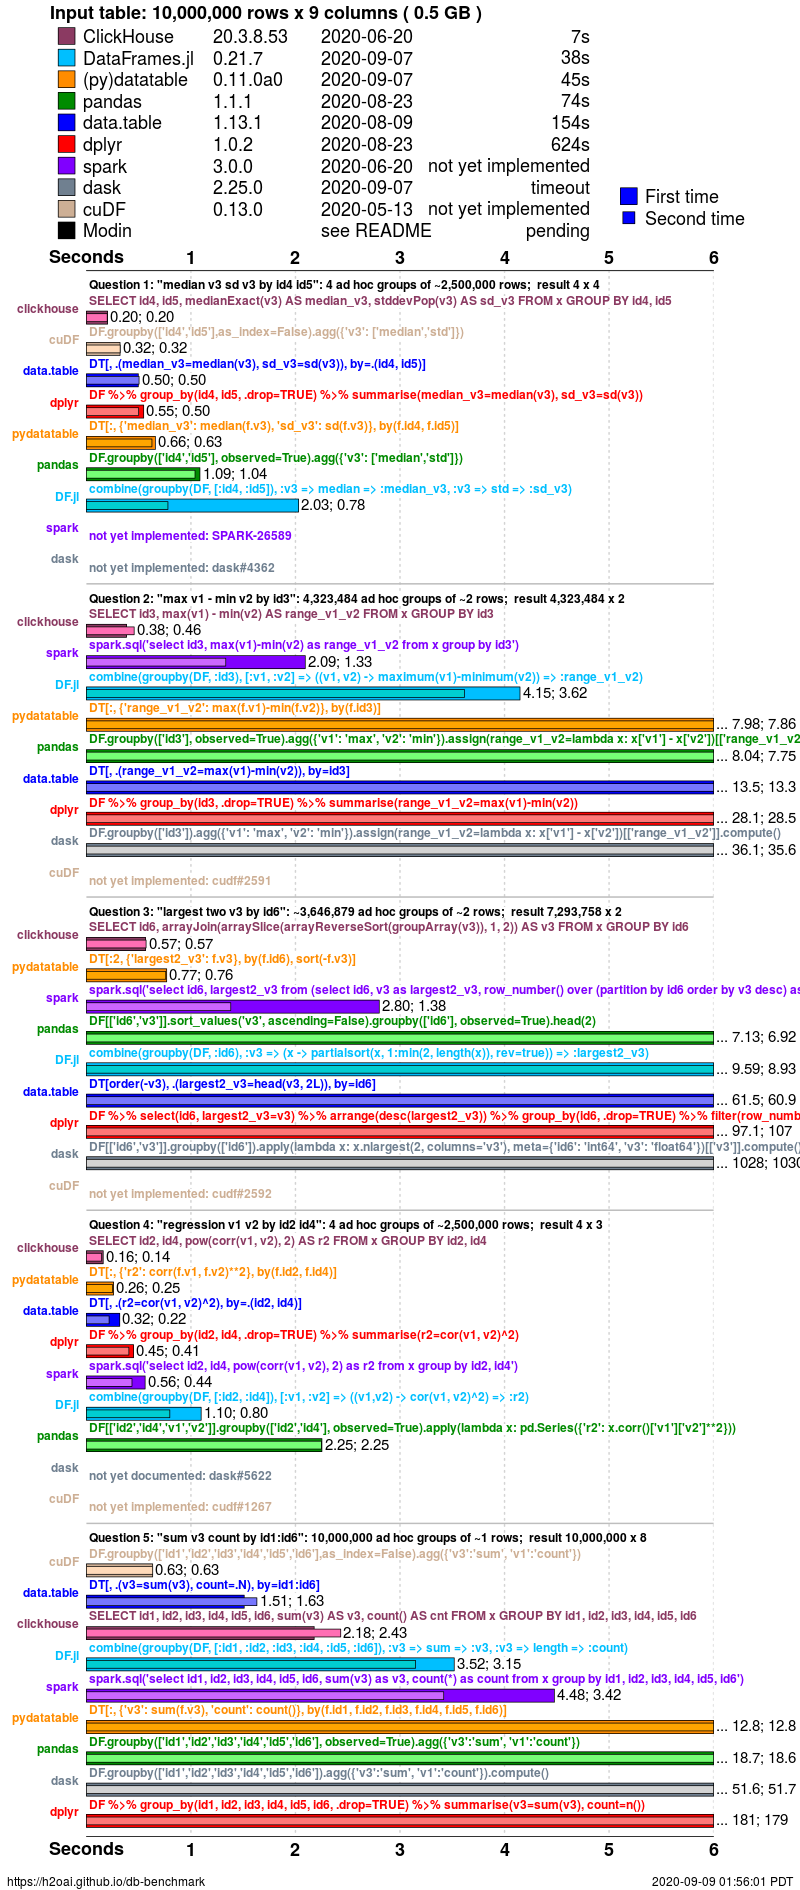 Input table: 10,000,000 rows x 9 columns ( 0.5 GB )
ClickHouse 20.3.8.53 2020-06-20 7s
DataFrames.jl 0.21.7 2020-09-07 38s
(py)datatable 0.11.0a0 2020-09-07 45s
pandas 1.1.1 2020-08-23 74s
data.table 1.13.1 2020-08-09 154s
dplyr 1.0.2 2020-08-23 624s
spark 3.0.0 2020-06-20 not yet implemented
dask 2.25.0 2020-09-07 timeout
cuDF 0.13.0 2020-05-13 not yet implemented
Modin see README pending
First time
Second time
Seconds 1 2 3 4 5 6
Question 1: "median v3 sd v3 by id4 id5": 4 ad hoc groups of ~2,500,000 rows; result 4 x 4
SELECT id4, id5, medianExact(v3) AS median_v3, stddevPop(v3) AS sd_v3 FROM x GROUP BY id4, id5
clickhouse 0.20; 0.20
DF.groupby(['id4','id5'],as_index=False).agg({'v3': ['median','std']})
cuDF 0.32; 0.32
DT[, .(median_v3=median(v3), sd_v3=sd(v3)), by=.(id4, id5)]
data.table 0.50; 0.50
DF %>% group_by(id4, id5, .drop=TRUE) %>% summarise(median_v3=median(v3), sd_v3=sd(v3))
dplyr 0.55; 0.50
DT[:, {'median_v3': median(f.v3), 'sd_v3': sd(f.v3)}, by(f.id4, f.id5)]
pydatatable 0.66; 0.63
DF.groupby(['id4','id5'], observed=True).agg({'v3': ['median','std']})
pandas 1.09; 1.04
combine(groupby(DF, [:id4, :id5]), :v3 => median => :median_v3, :v3 => std => :sd_v3)
DF.jl 2.03; 0.78
spark not yet implemented: SPARK-26589
dask not yet implemented: dask#4362
Question 2: "max v1 - min v2 by id3": 4,323,484 ad hoc groups of ~2 rows; result 4,323,484 x 2
SELECT id3, max(v1) - min(v2) AS range_v1_v2 FROM x GROUP BY id3
clickhouse 0.38; 0.46
spark.sql('select id3, max(v1)-min(v2) as range_v1_v2 from x group by id3')
spark 2.09; 1.33
combine(groupby(DF, :id3), [:v1, :v2] => ((v1, v2) -> maximum(v1)-minimum(v2)) => :range_v1_v2)
DF.jl 4.15; 3.62
DT[:, {'range_v1_v2': max(f.v1)-min(f.v2)}, by(f.id3)]
pydatatable ... 7.98; 7.86
DF.groupby(['id3'], observed=True).agg({'v1': 'max', 'v2': 'min'}).assign(range_v1_v2=lambda x: x['v1'] - x['v2'])[['range_v1_v2
pandas ... 8.04; 7.75
DT[, .(range_v1_v2=max(v1)-min(v2)), by=id3]
data.table ... 13.5; 13.3
DF %>% group_by(id3, .drop=TRUE) %>% summarise(range_v1_v2=max(v1)-min(v2))
dplyr ... 28.1; 28.5
DF.groupby(['id3']).agg({'v1': 'max', 'v2': 'min'}).assign(range_v1_v2=lambda x: x['v1'] - x['v2'])[['range_v1_v2']].compute()
dask ... 36.1; 35.6
cuDF not yet implemented: cudf#2591
Question 3: "largest two v3 by id6": ~3,646,879 ad hoc groups of ~2 rows; result 7,293,758 x 2
SELECT id6, arrayJoin(arraySlice(arrayReverseSort(groupArray(v3)), 1, 2)) AS v3 FROM x GROUP BY id6
clickhouse 0.57; 0.57
DT[:2, {'largest2_v3': f.v3}, by(f.id6), sort(-f.v3)]
pydatatable 0.77; 0.76
spark.sql('select id6, largest2_v3 from (select id6, v3 as largest2_v3, row_number() over (partition by id6 order by v3 desc) as
spark 2.80; 1.38
DF[['id6','v3']].sort_values('v3', ascending=False).groupby(['id6'], observed=True).head(2)
pandas ... 7.13; 6.92
combine(groupby(DF, :id6), :v3 => (x -> partialsort(x, 1:min(2, length(x)), rev=true)) => :largest2_v3)
DF.jl ... 9.59; 8.93
DT[order(-v3), .(largest2_v3=head(v3, 2L)), by=id6]
data.table ... 61.5; 60.9
DF %>% select(id6, largest2_v3=v3) %>% arrange(desc(largest2_v3)) %>% group_by(id6, .drop=TRUE) %>% filter(row_numb
dplyr ... 97.1; 107
DF[['id6','v3']].groupby(['id6']).apply(lambda x: x.nlargest(2, columns='v3'), meta={'id6': 'int64', 'v3': 'float64'})[['v3']].compute()
dask ... 1028; 1030
cuDF not yet implemented: cudf#2592
Question 4: "regression v1 v2 by id2 id4": 4 ad hoc groups of ~2,500,000 rows; result 4 x 3
SELECT id2, id4, pow(corr(v1, v2), 2) AS r2 FROM x GROUP BY id2, id4
clickhouse 0.16; 0.14
DT[:, {'r2': corr(f.v1, f.v2)**2}, by(f.id2, f.id4)]
pydatatable 0.26; 0.25
DT[, .(r2=cor(v1, v2)^2), by=.(id2, id4)]
data.table 0.32; 0.22
DF %>% group_by(id2, id4, .drop=TRUE) %>% summarise(r2=cor(v1, v2)^2)
dplyr 0.45; 0.41
spark.sql('select id2, id4, pow(corr(v1, v2), 2) as r2 from x group by id2, id4')
spark 0.56; 0.44
combine(groupby(DF, [:id2, :id4]), [:v1, :v2] => ((v1,v2) -> cor(v1, v2)^2) => :r2)
DF.jl 1.10; 0.80
DF[['id2','id4','v1','v2']].groupby(['id2','id4'], observed=True).apply(lambda x: pd.Series({'r2': x.corr()['v1']['v2']**2}))
pandas 2.25; 2.25
dask not yet documented: dask#5622
cuDF not yet implemented: cudf#1267
Question 5: "sum v3 count by id1:id6": 10,000,000 ad hoc groups of ~1 rows; result 10,000,000 x 8
DF.groupby(['id1','id2','id3','id4','id5','id6'],as_index=False).agg({'v3':'sum', 'v1':'count'})
cuDF 0.63; 0.63
DT[, .(v3=sum(v3), count=.N), by=id1:id6]
data.table 1.51; 1.63
SELECT id1, id2, id3, id4, id5, id6, sum(v3) AS v3, count() AS cnt FROM x GROUP BY id1, id2, id3, id4, id5, id6
clickhouse 2.18; 2.43
combine(groupby(DF, [:id1, :id2, :id3, :id4, :id5, :id6]), :v3 => sum => :v3, :v3 => length => :count)
DF.jl 3.52; 3.15
spark.sql('select id1, id2, id3, id4, id5, id6, sum(v3) as v3, count(*) as count from x group by id1, id2, id3, id4, id5, id6')
spark 4.48; 3.42
DT[:, {'v3': sum(f.v3), 'count': count()}, by(f.id1, f.id2, f.id3, f.id4, f.id5, f.id6)]
pydatatable ... 12.8; 12.8
DF.groupby(['id1','id2','id3','id4','id5','id6'], observed=True).agg({'v3':'sum', 'v1':'count'})
pandas ... 18.7; 18.6
DF.groupby(['id1','id2','id3','id4','id5','id6']).agg({'v3':'sum', 'v1':'count'}).compute()
dask ... 51.6; 51.7
DF %>% group_by(id1, id2, id3, id4, id5, id6, .drop=TRUE) %>% summarise(v3=sum(v3), count=n())
dplyr ... 181; 179
Seconds 1 2 3 4 5 6
https://h2oai.github.io/db-benchmark 2020-09-09 01:56:01 PDT